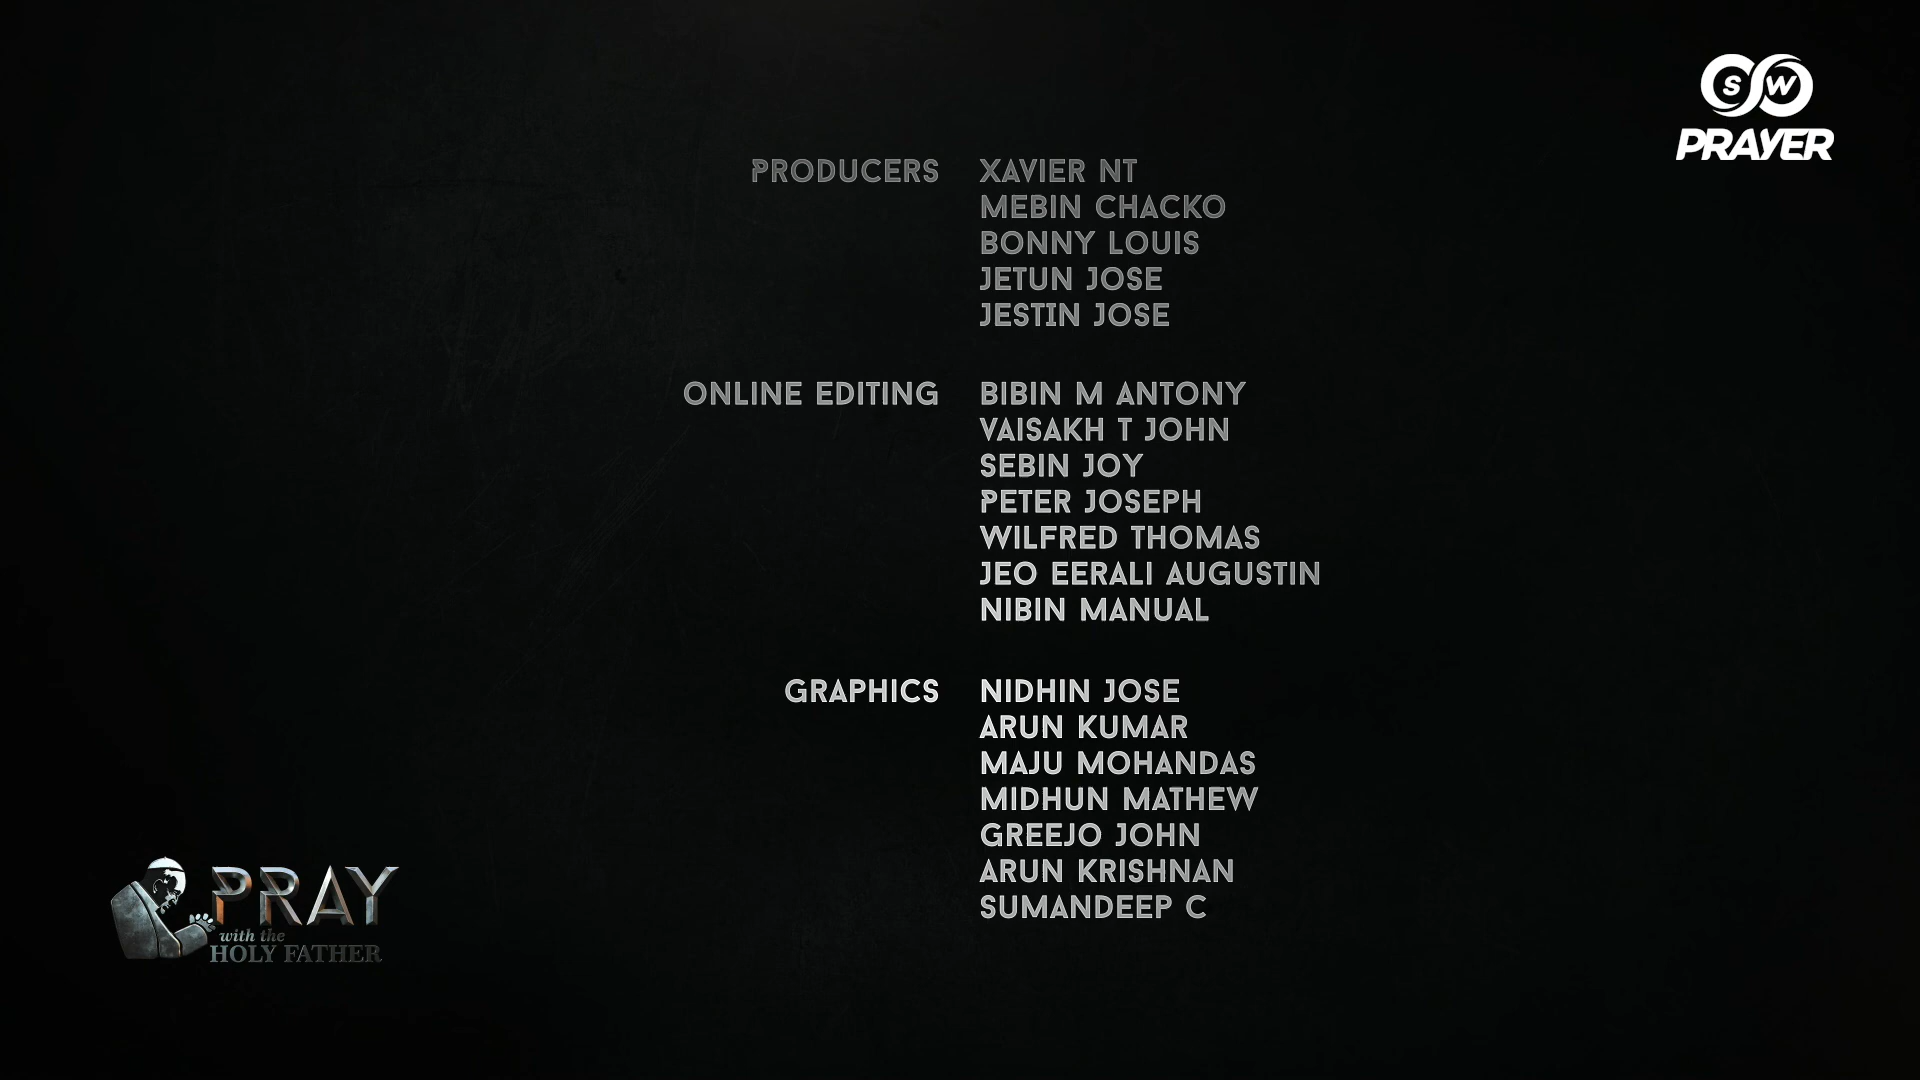 SW
PRAYER
PRODUCERS XAVIER NT
MEBIN CHACKO
BONNY LOUIS
JETUN JOSE
JESTIN JOSE
ONLINE EDITING BIBIN M ANTONY
VAISAKH T JOHN
SEBIN JOY
PETER JOSEPH
WILFRED THOMAS
JEO EERALI AUGUSTIN
NIBIN MANUAL
GRAPHICS NIDHIN JOSE
ARUN KUMAR
MAJU MOHANDAS
MIDHUN MATHEW
GREEJO JOHN
ARUN KRISHNAN
SUMANDEEP C
PRAY
with the
HOLY FATHER